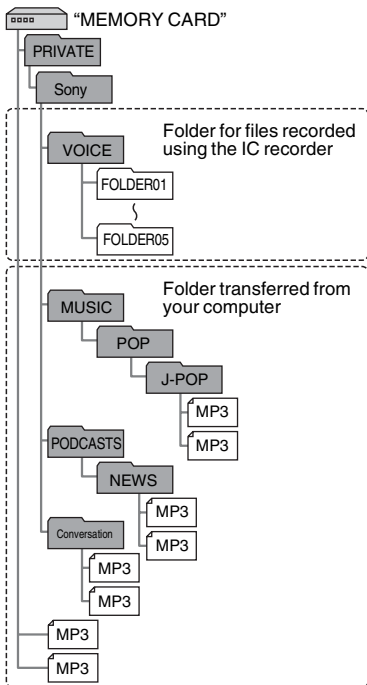 “MEMORY CARD”
PRIVATE
Sony
Folder for files recorded
using the IC recorder
VOICE
FOLDER01
FOLDER05
Folder transferred from
your computer
MUSIC
POP
J-POP
MP3
MP3
PODCASTS
NEWS
MP3
MP3
Conversation
MP3
MP3
MP3
MP3